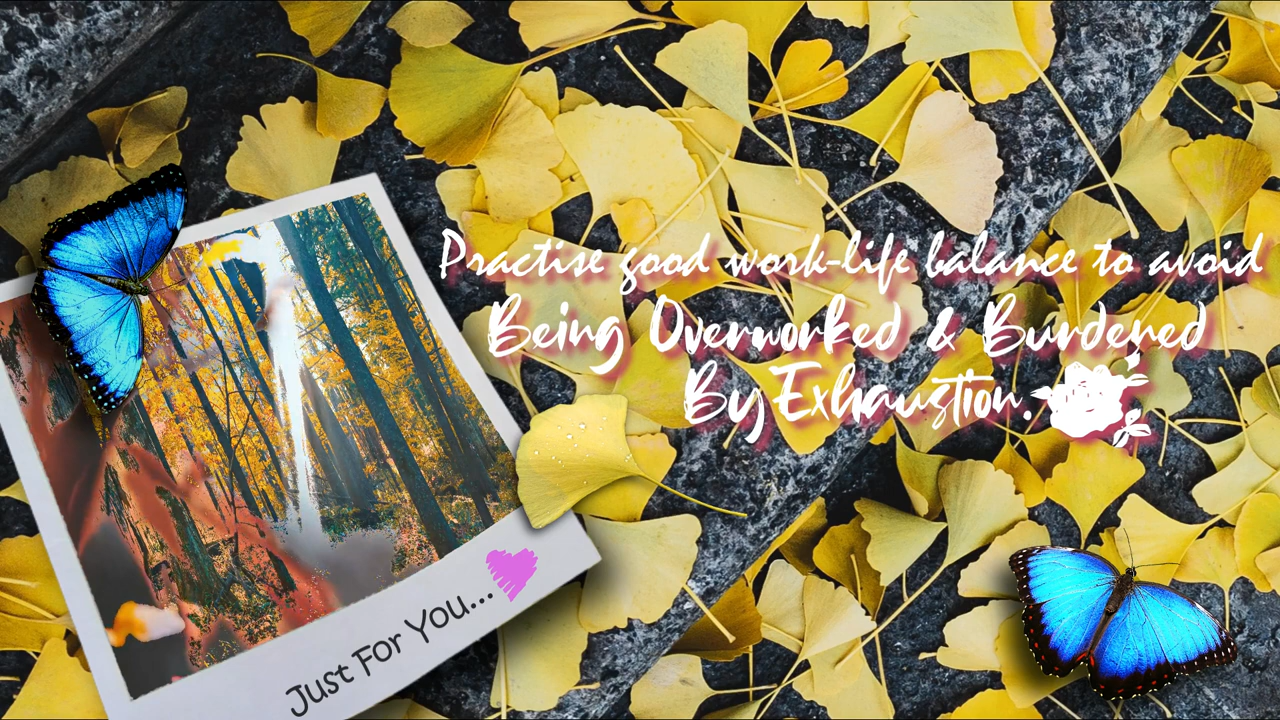 Practise good work-life balance to avoid
Being Overworked & Burdened
By Exhaustion.
Just For You...